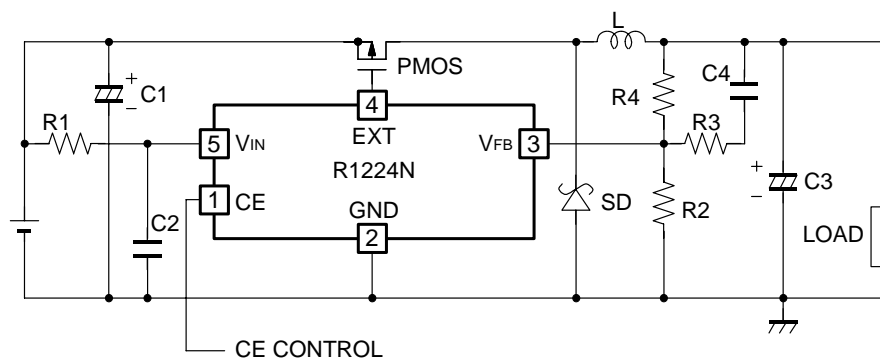 L
PMOS
C4
+
C1
−
4
R4
R1
EXT
R3
5
VIN
VFB
3
R1224N
+
C3
−
1
CE
GND
SD
R2
C2
2
LOAD
CE CONTROL